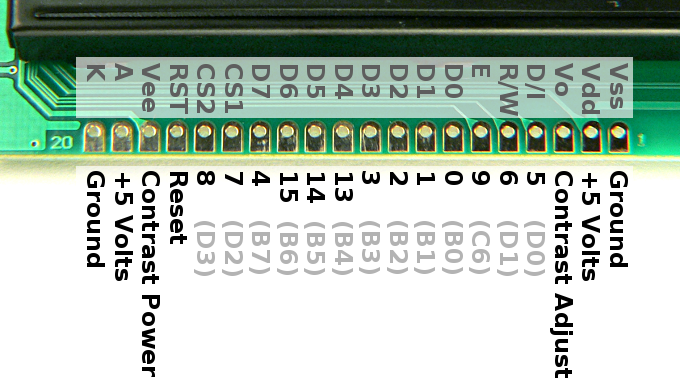 K A Vee RST CS2 CS1 D7 D6 D5 D4 D3 D2 D1 D0 E R/W D/I Vo Vdd Vss
20 1
Ground +5 Volts Contrast Power Reset 8 7 4 15 14 13 3 2 1 0 9 6 5 Contrast Adjust +5 Volts Ground
(D3) (D2) (B7) (B6) (B5) (B4) (B3) (B2) (B1) (B0) (C6) (D1) (D0)